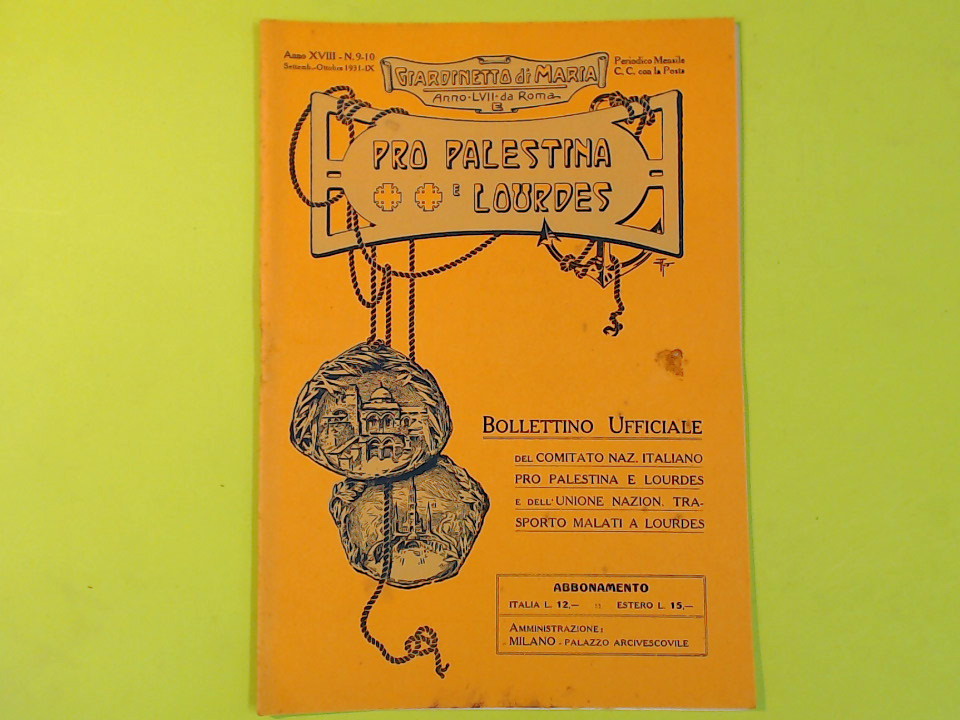 Anno XVIII - N. 9-10
Settemb.-Ottobre 1931-IX
GIARDINETTO di MARIA
Anno·LVII·da Roma
E
Periodico Mensile
C. C. con la Posta
PRO PALESTINA
E LOURDES
BOLLETTINO UFFICIALE
DEL COMITATO NAZ. ITALIANO
PRO PALESTINA E LOURDES
E DELL'UNIONE NAZION. TRA-
SPORTO MALATI A LOURDES
ABBONAMENTO
ITALIA L. 12,— □ ESTERO L. 15,—
AMMINISTRAZIONE:
MILANO - PALAZZO ARCIVESCOVILE